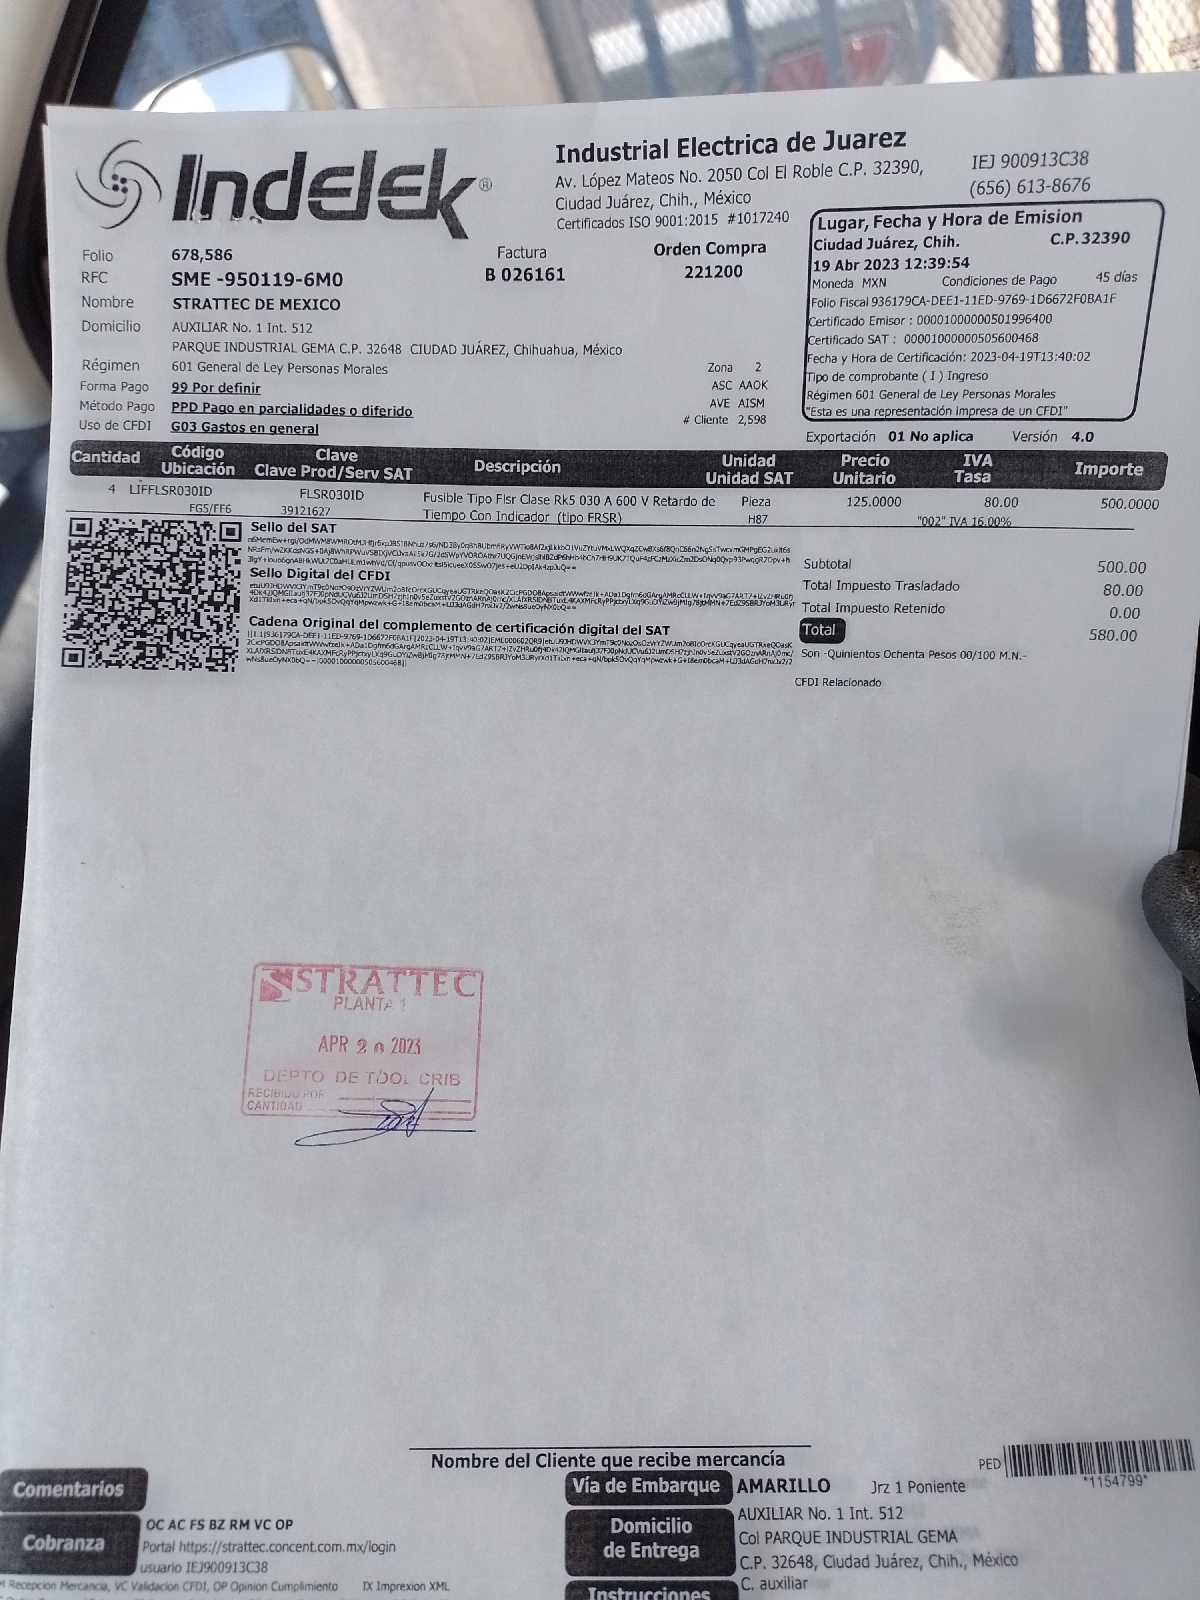 Indelek®
Industrial Electrica de Juarez
Av. López Mateos No. 2050 Col El Roble C.P. 32390,
Ciudad Juárez, Chih., México
Certificados ISO 9001:2015 #1017240
IEJ 900913C38
(656) 613-8676
Folio 678,586
RFC SME -950119-6M0
Nombre STRATTEC DE MEXICO
Domicilio AUXILIAR No. 1 Int. 512
PARQUE INDUSTRIAL GEMA C.P. 32648 CIUDAD JUÁREZ, Chihuahua, México
Régimen 601 General de Ley Personas Morales
Forma Pago 99 Por definir
Método Pago PPD Pago en parcialidades o diferido
Uso de CFDI G03 Gastos en general
Factura
B 026161
Orden Compra
221200
Zona 2
ASC AAOK
AVE AISM
# Cliente 2,598
Lugar, Fecha y Hora de Emision
Ciudad Juárez, Chih. C.P.32390
19 Abr 2023 12:39:54
Moneda MXN Condiciones de Pago 45 días
Folio Fiscal 936179CA-DEE1-11ED-9769-1D6672F0BA1F
Certificado Emisor : 00001000000501996400
Certificado SAT : 00001000000505600468
Fecha y Hora de Certificación: 2023-04-19T13:40:02
Tipo de comprobante ( I ) Ingreso
Régimen 601 General de Ley Personas Morales
"Esta es una representación impresa de un CFDI"
Exportación 01 No aplica Versión 4.0
Cantidad Código Ubicación Clave Clave Prod/Serv SAT Descripción Unidad Unidad SAT Precio Unitario IVA Tasa Importe
4 LIFFLSR030ID FLSR030ID Fusible Tipo Flsr Clase Rk5 030 A 600 V Retardo de Pieza 125.0000 80.00 500.0000
FG5/FF6 39121627 Tiempo Con Indicador (tipo FRSR) H87 "002" IVA 16.00%
Sello del SAT
Sello Digital del CFDI
Cadena Original del complemento de certificación digital del SAT
Subtotal 500.00
Total Impuesto Trasladado 80.00
Total Impuesto Retenido 0.00
Total 580.00
Son -Quinientos Ochenta Pesos 00/100 M.N.-
CFDI Relacionado
STRATTEC
PLANTA 1
APR 20 2023
DEPTO DE TOOL CRIB
RECIBIDO POR
CANTIDAD
Nombre del Cliente que recibe mercancía
PED
*1154799*
Comentarios
Cobranza
OC AC FS BZ RM VC OP
Portal https://strattec.concent.com.mx/login
usuario IEJ900913C38
Recepcion Mercancia, VC Validacion CFDI, OP Opinion Cumplimiento IX Imprexion XML
Vía de Embarque AMARILLO Jrz 1 Poniente
Domicilio de Entrega
AUXILIAR No. 1 Int. 512
Col PARQUE INDUSTRIAL GEMA
C.P. 32648, Ciudad Juárez, Chih., México
C. auxiliar
Instrucciones